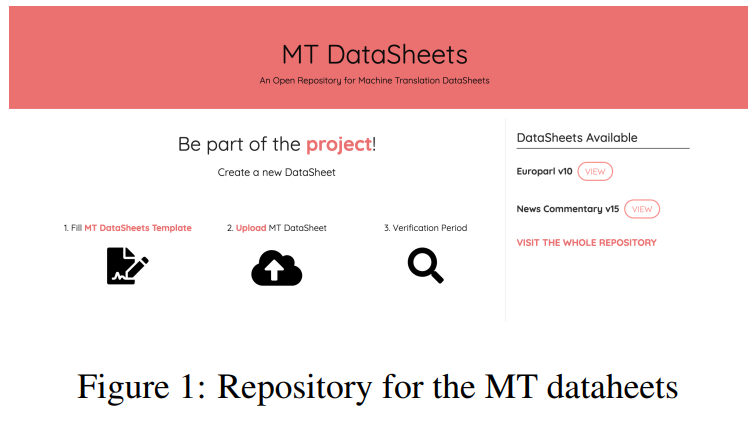 MT DataSheets
An Open Repository for Machine Translation DataSheets
Be part of the project!
Create a new DataSheet
1. Fill MT DataSheets Template
2. Upload MT DataSheet
3. Verification Period
DataSheets Available
Europarl v10 VIEW
News Commentary v15 VIEW
VISIT THE WHOLE REPOSITORY
Figure 1: Repository for the MT dataheets